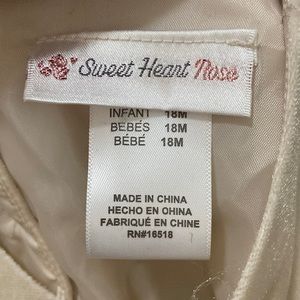 Sweet Heart Rose
INFANT 18M
BEBÉS 18M
BÉBÉ 18M
MADE IN CHINA
HECHO EN CHINA
FABRIQUÉ EN CHINE
RN#16518